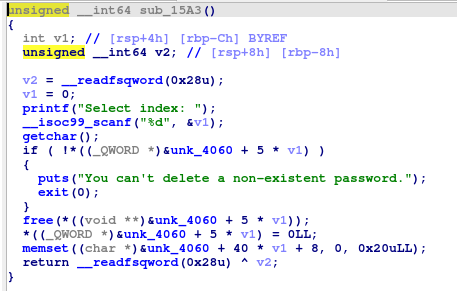 unsigned __int64 sub_15A3()
{
int v1; // [rsp+4h] [rbp-Ch] BYREF
unsigned __int64 v2; // [rsp+8h] [rbp-8h]
v2 = __readfsqword(0x28u);
v1 = 0;
printf("Select index: ");
__isoc99_scanf("%d", &v1);
getchar();
if ( !*((_QWORD *)&unk_4060 + 5 * v1) )
{
puts("You can't delete a non-existent password.");
exit(0);
}
free(*((void **)&unk_4060 + 5 * v1));
*((_QWORD *)&unk_4060 + 5 * v1) = 0LL;
memset((char *)&unk_4060 + 40 * v1 + 8, 0, 0x20uLL);
return __readfsqword(0x28u) ^ v2;
}